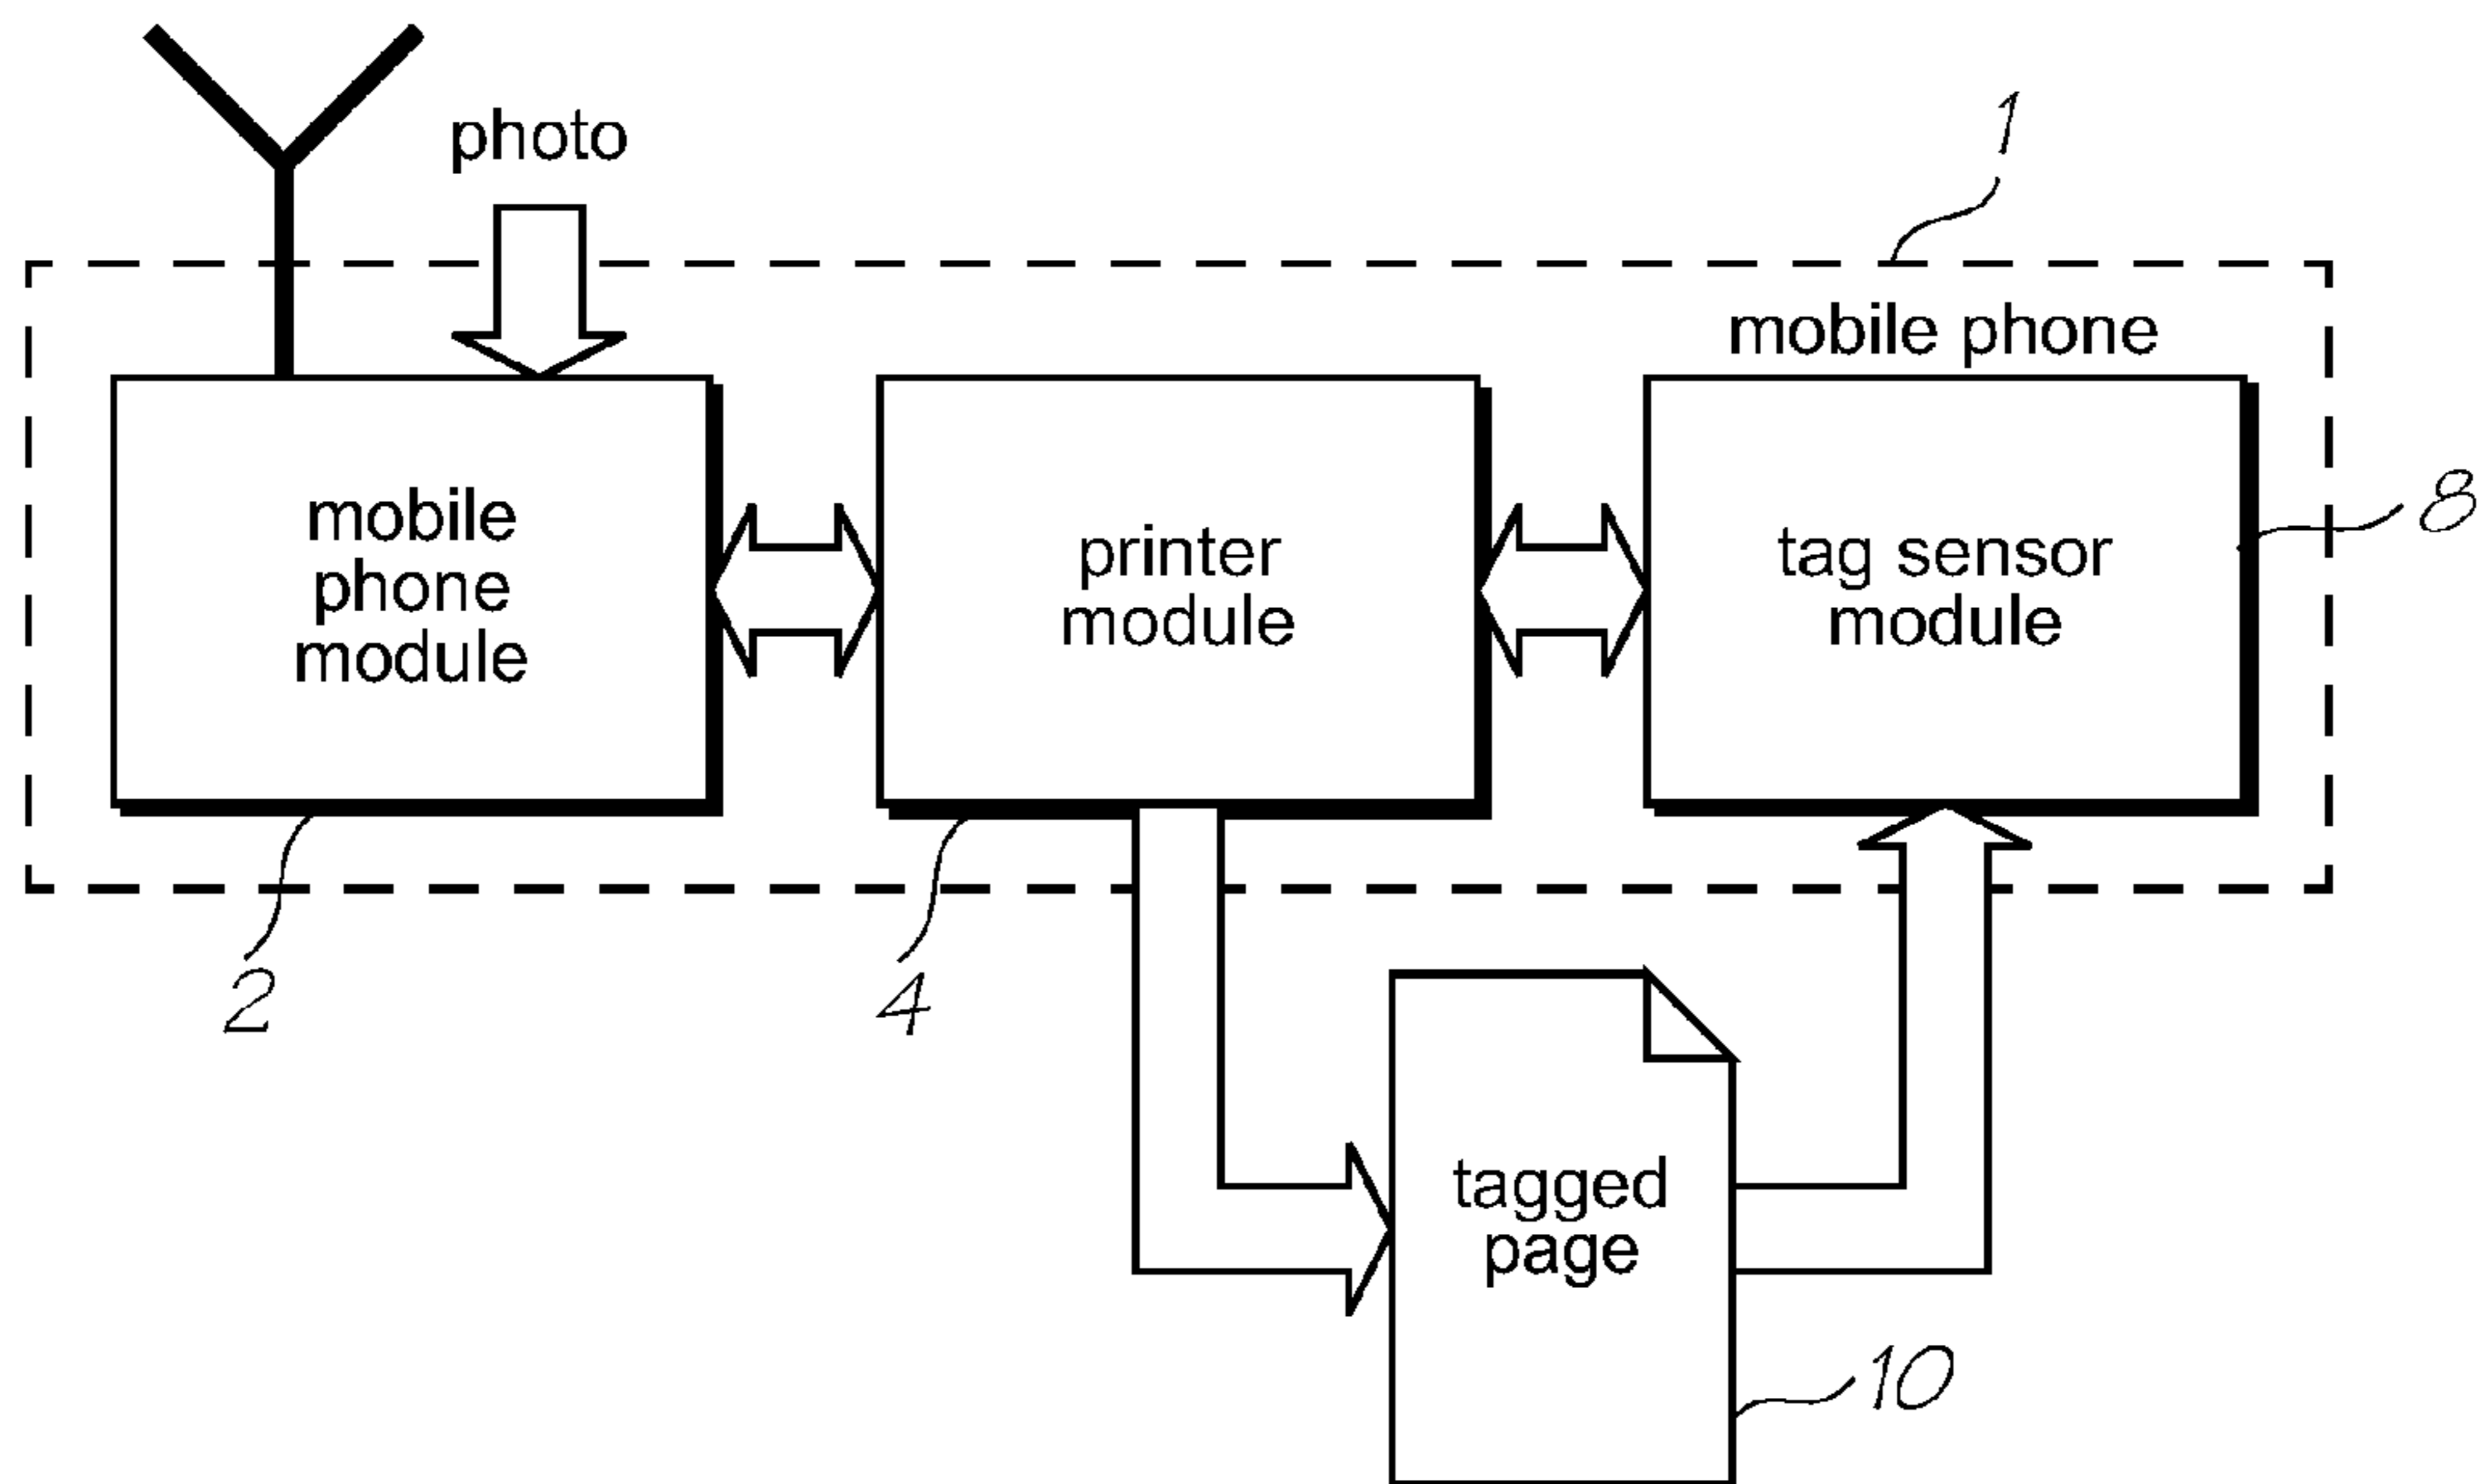 photo
1
mobile phone
mobile
phone
module
printer
module
tag sensor
module
8
2
4
tagged
page
10